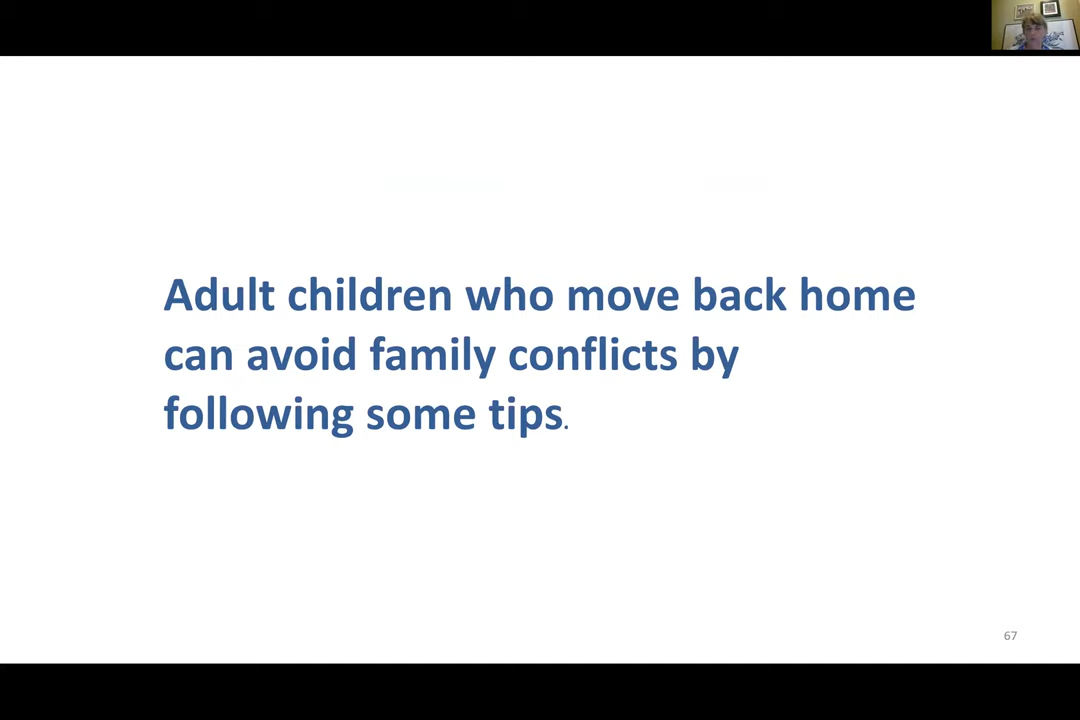 Adult children who move back home
can avoid family conflicts by
following some tips.
67